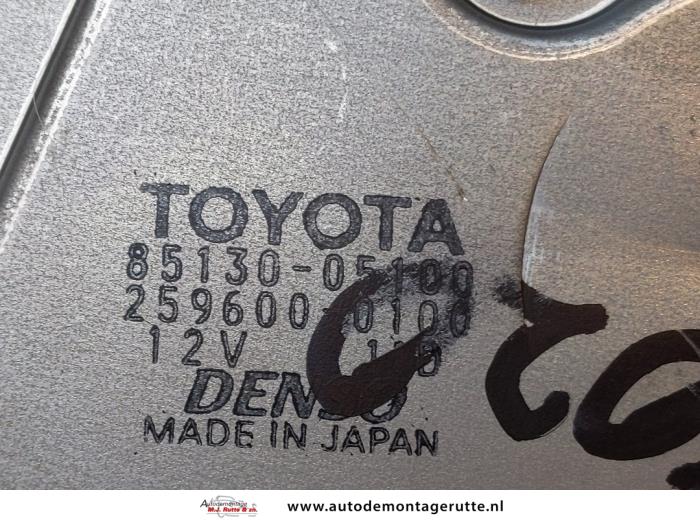 TOYOTA
85130-05100
259600-0100
12V
DENSO
MADE IN JAPAN
Autodemontage
M.J. Rutte & zn.
www.autodemontagerutte.nl